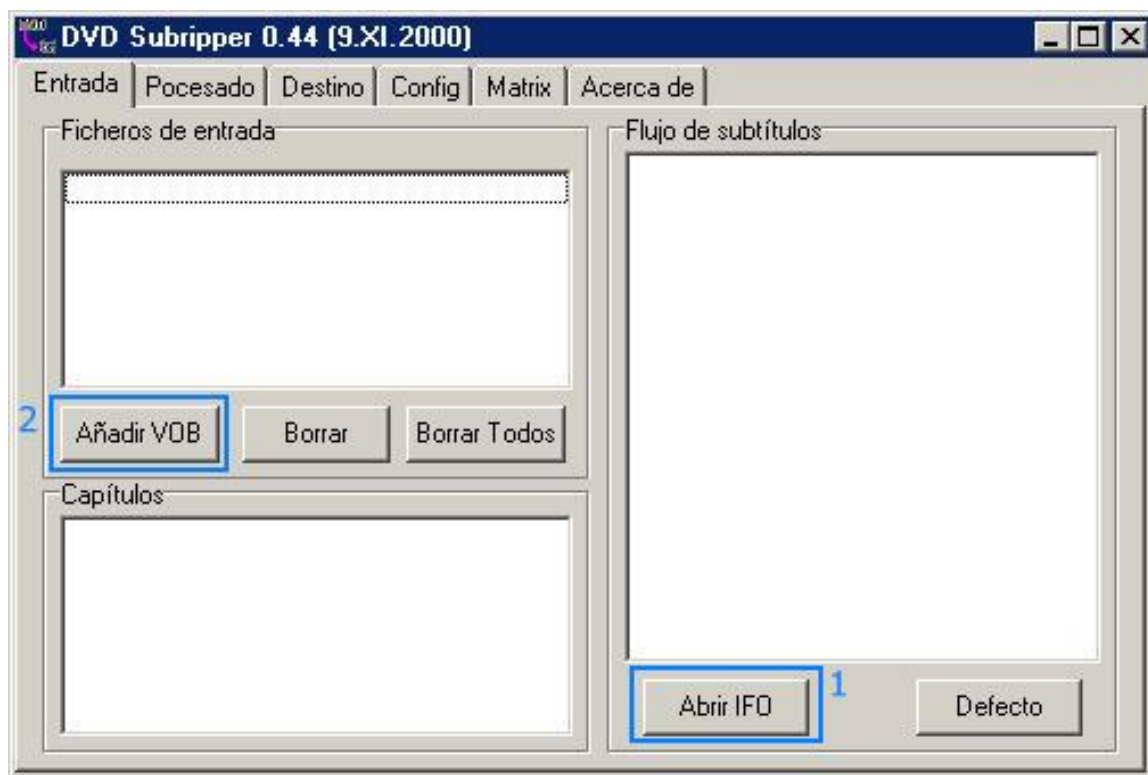 DVD Subripper 0.44 (9.XI.2000)
Entrada Pocesado Destino Config Matrix Acerca de
Ficheros de entrada
Flujo de subtítulos
2
Añadir VOB Borrar Borrar Todos
Capítulos
Abrir IFO
1
Defecto